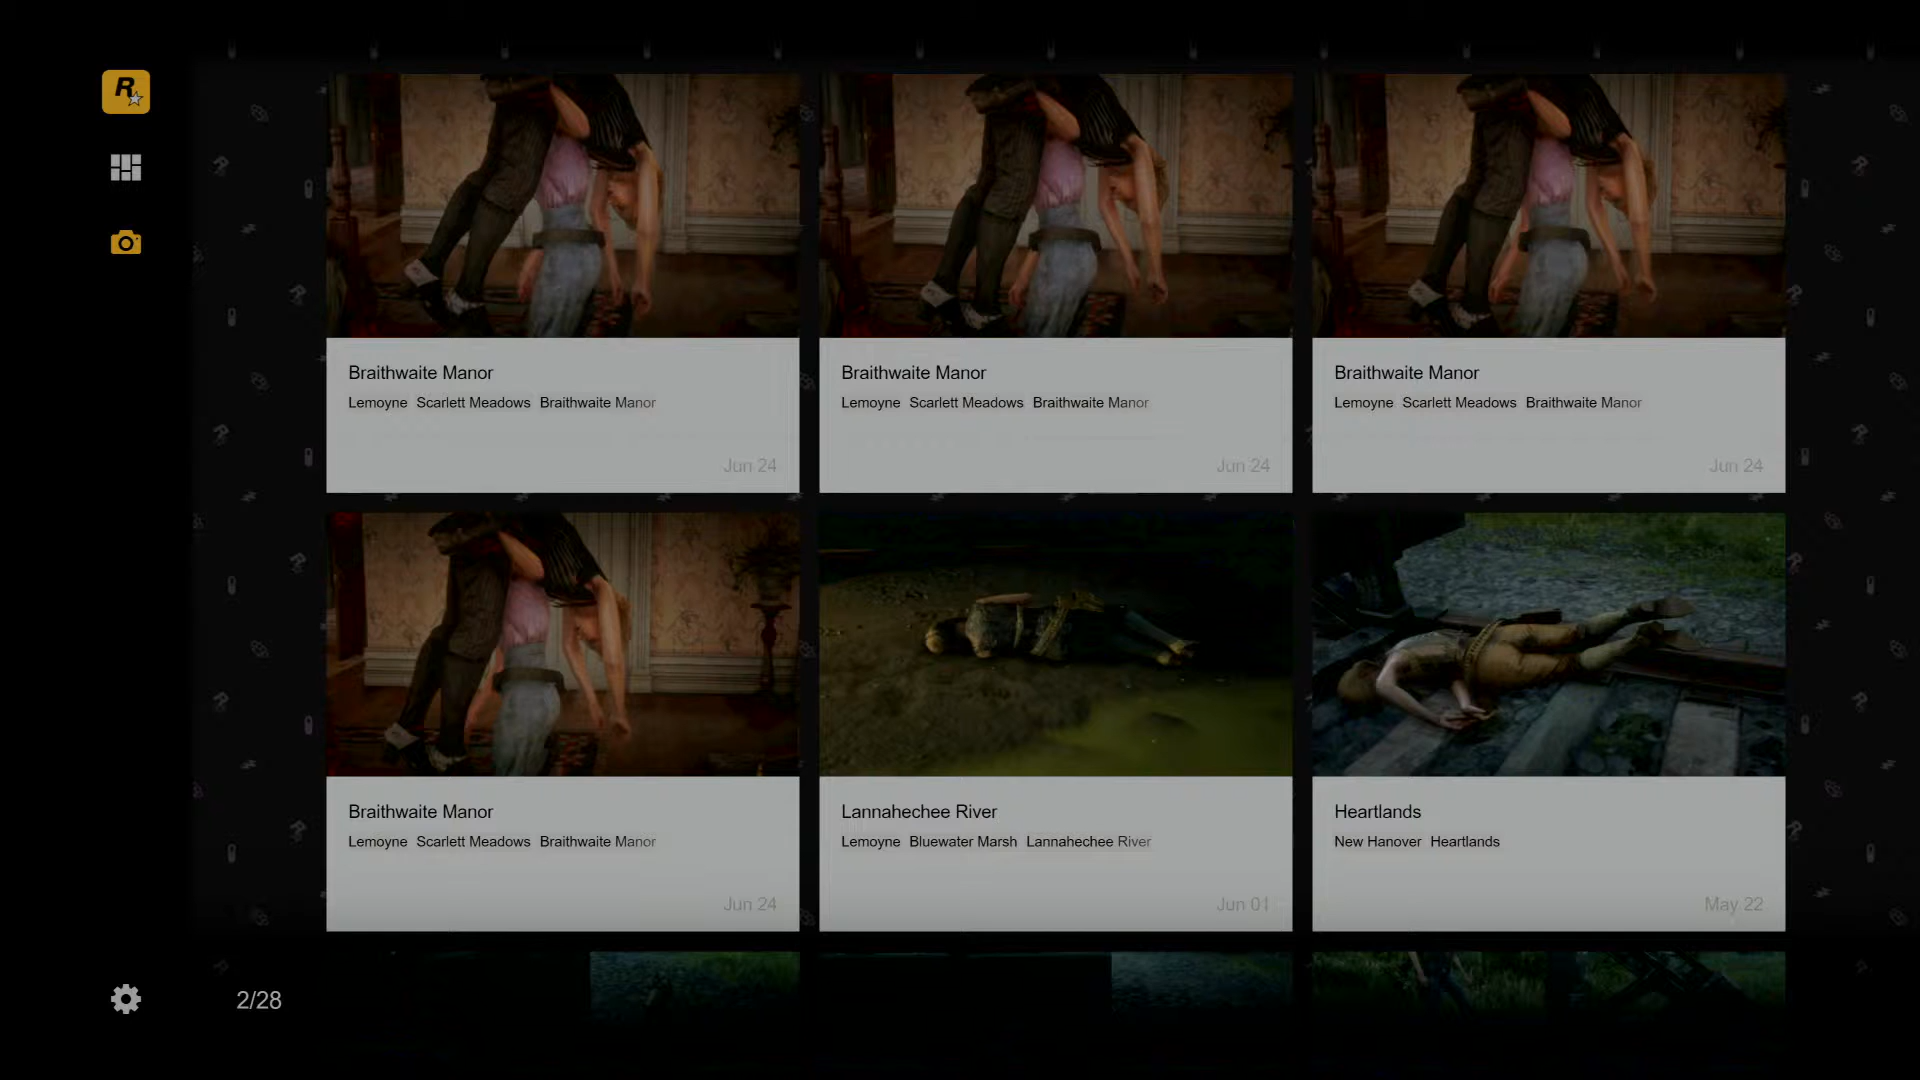 R
Braithwaite Manor
Lemoyne Scarlett Meadows Braithwaite Manor
Jun 24
Braithwaite Manor
Lemoyne Scarlett Meadows Braithwaite Manor
Jun 24
Braithwaite Manor
Lemoyne Scarlett Meadows Braithwaite Manor
Jun 24
Braithwaite Manor
Lemoyne Scarlett Meadows Braithwaite Manor
Jun 24
Lannahechee River
Lemoyne Bluewater Marsh Lannahechee River
Jun 01
Heartlands
New Hanover Heartlands
May 22
2/28